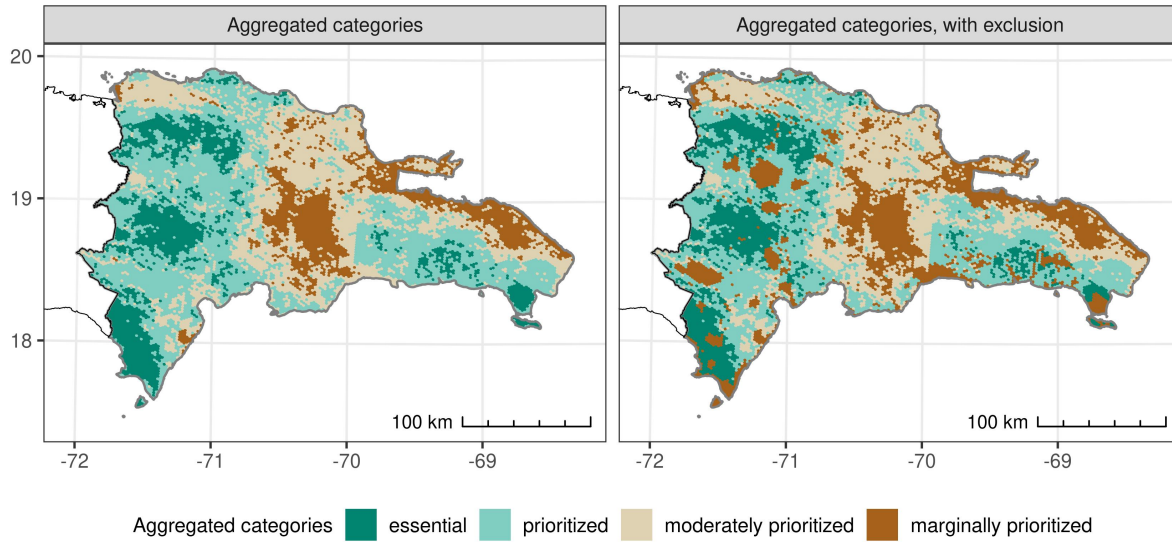 Aggregated categories
Aggregated categories, with exclusion
20
19
18
100 km
100 km
-72
-71
-70
-69
-72
-71
-70
-69
Aggregated categories
essential
prioritized
moderately prioritized
marginally prioritized